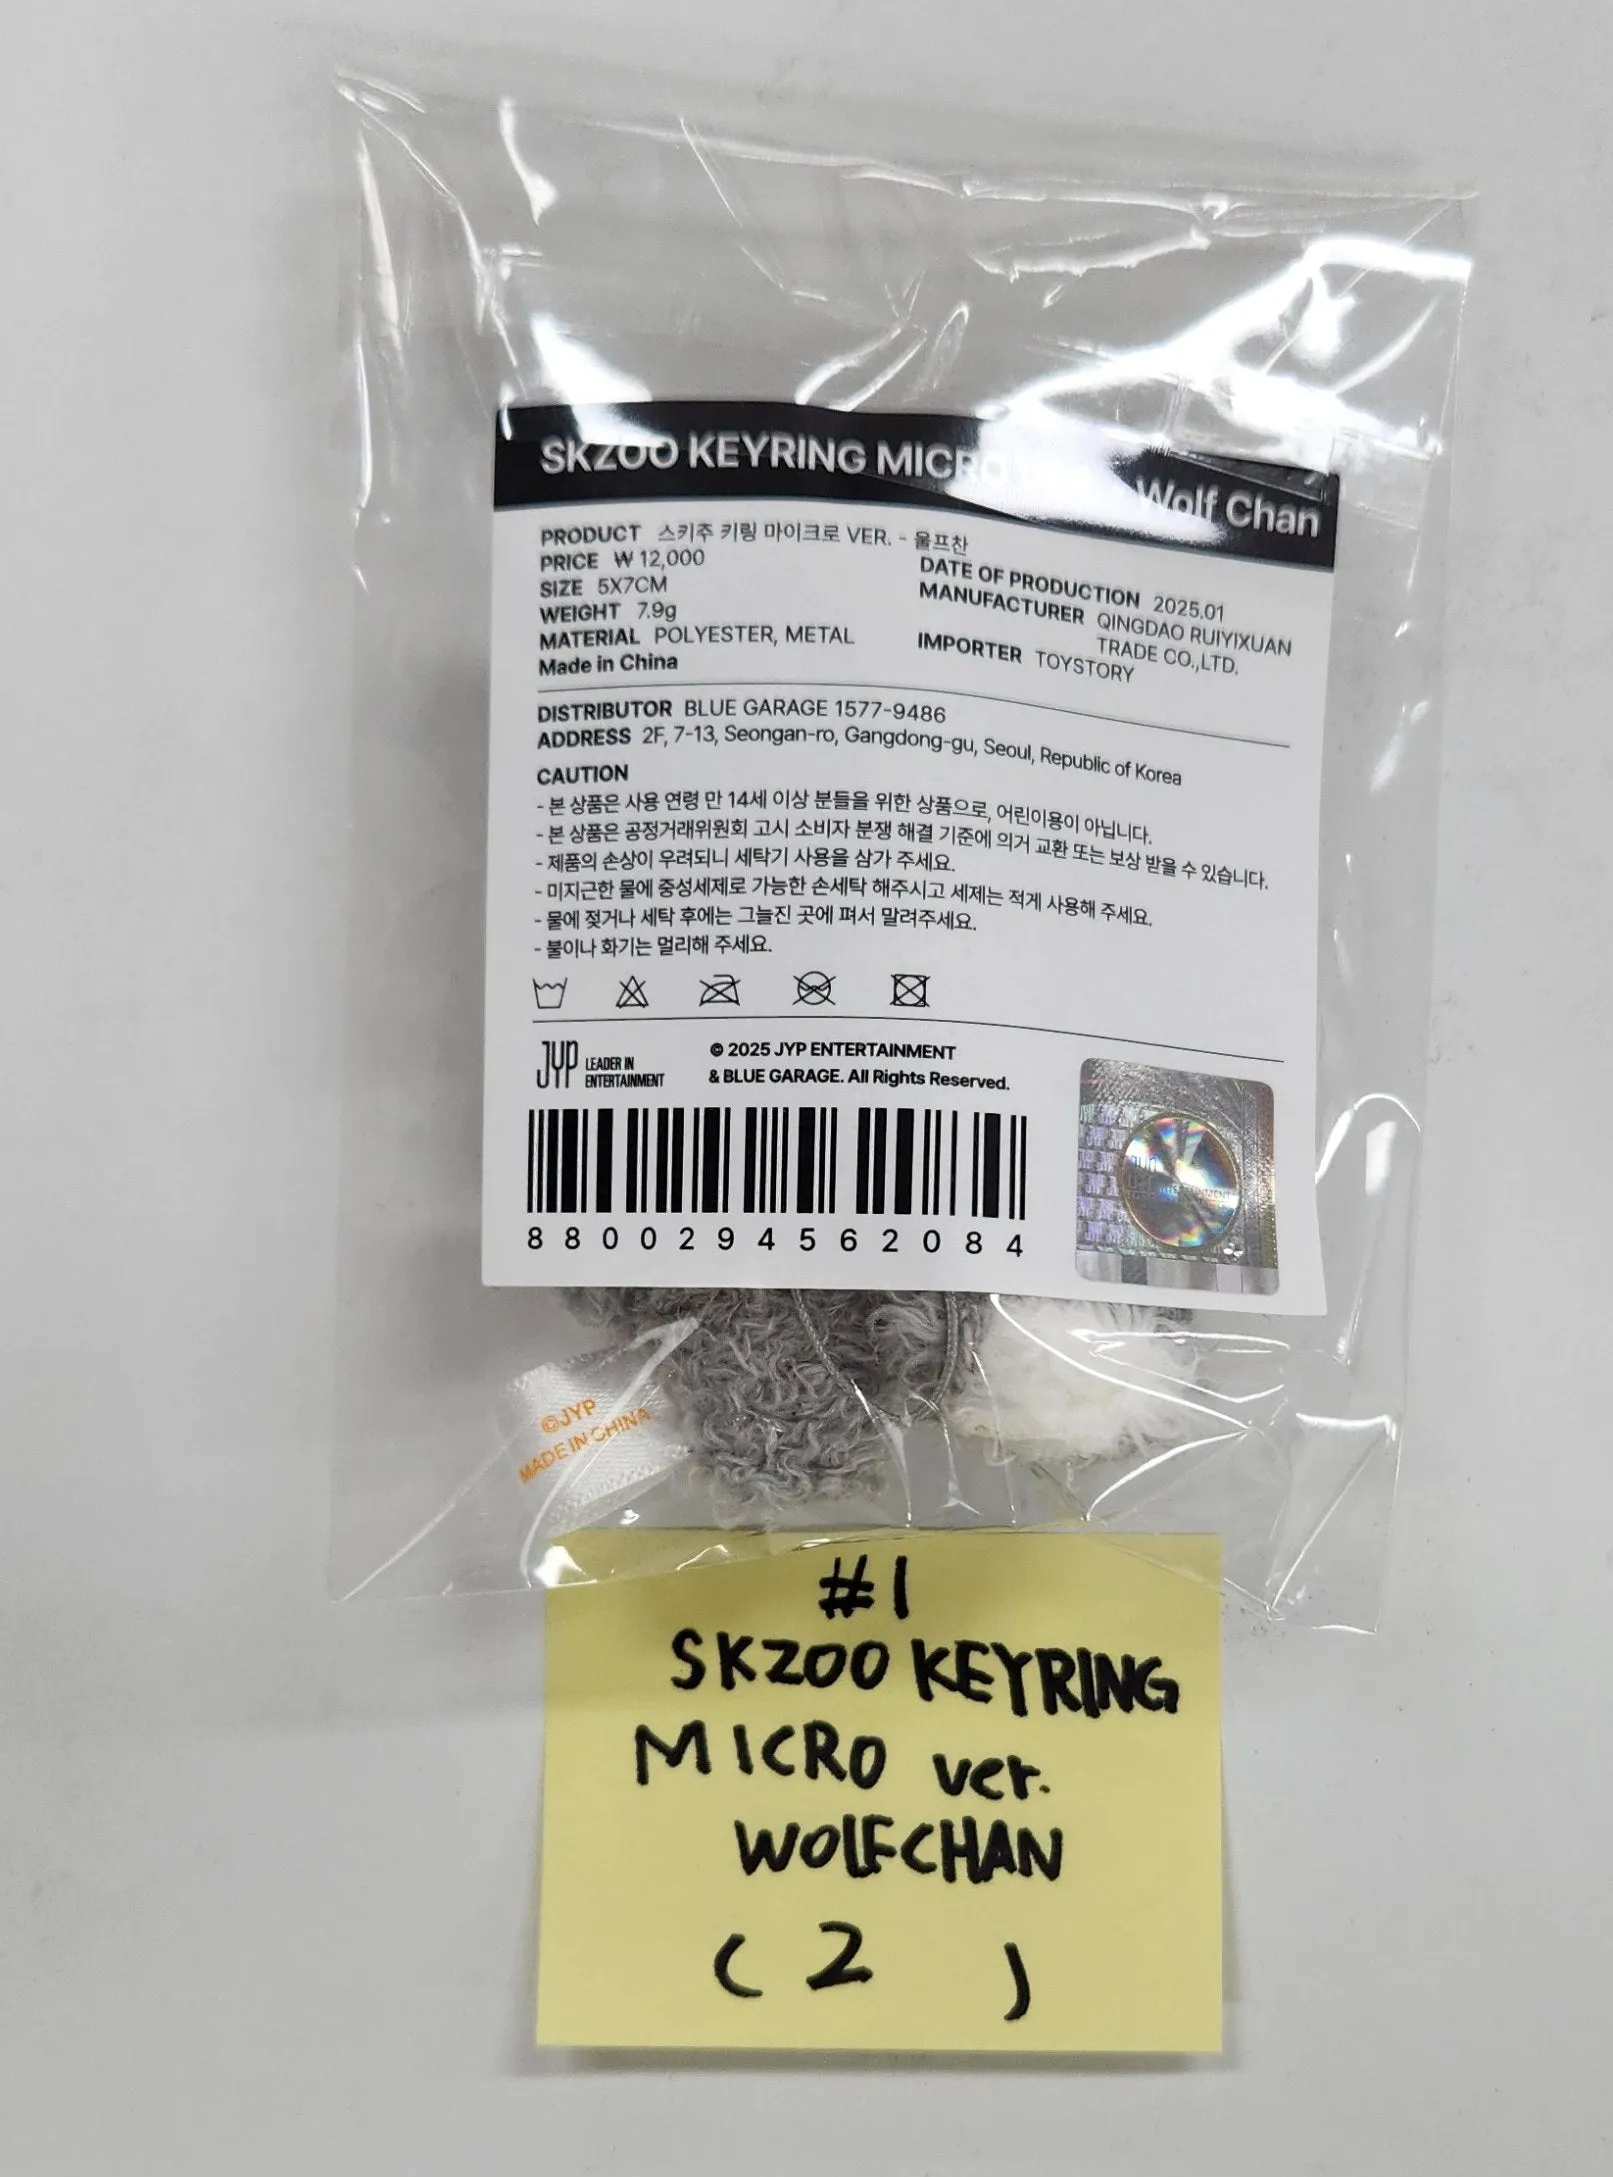 SKZOO KEYRING MICRO Wolf Chan
PRODUCT 스키주 키링 마이크로 VER. - 울프찬
PRICE ₩ 12,000
SIZE 5X7CM
WEIGHT 7.9g
MATERIAL POLYESTER, METAL
Made in China
DATE OF PRODUCTION 2025.01
MANUFACTURER QINGDAO RUIYIXUAN
TRADE CO.,LTD.
IMPORTER TOYSTORY
DISTRIBUTOR BLUE GARAGE 1577-9486
ADDRESS 2F, 7-13, Seongan-ro, Gangdong-gu, Seoul, Republic of Korea
CAUTION
- 본 상품은 사용 연령 만 14세 이상 분들을 위한 상품으로, 어린이용이 아닙니다.
- 본 상품은 공정거래위원회 고시 소비자 분쟁 해결 기준에 의거 교환 또는 보상 받을 수 있습니다.
- 제품의 손상이 우려되니 세탁기 사용을 삼가 주세요.
- 미지근한 물에 중성세제로 가능한 손세탁 해주시고 세제는 적게 사용해 주세요.
- 물에 젖거나 세탁 후에는 그늘진 곳에 펴서 말려주세요.
- 불이나 화기는 멀리해 주세요.
JYP LEADER IN
ENTERTAINMENT
© 2025 JYP ENTERTAINMENT
& BLUE GARAGE. All Rights Reserved.
8800294562084
©JYP
MADE IN CHINA
#1
SKZOO KEYRING
MICRO ver.
WOLFCHAN
( 2 )